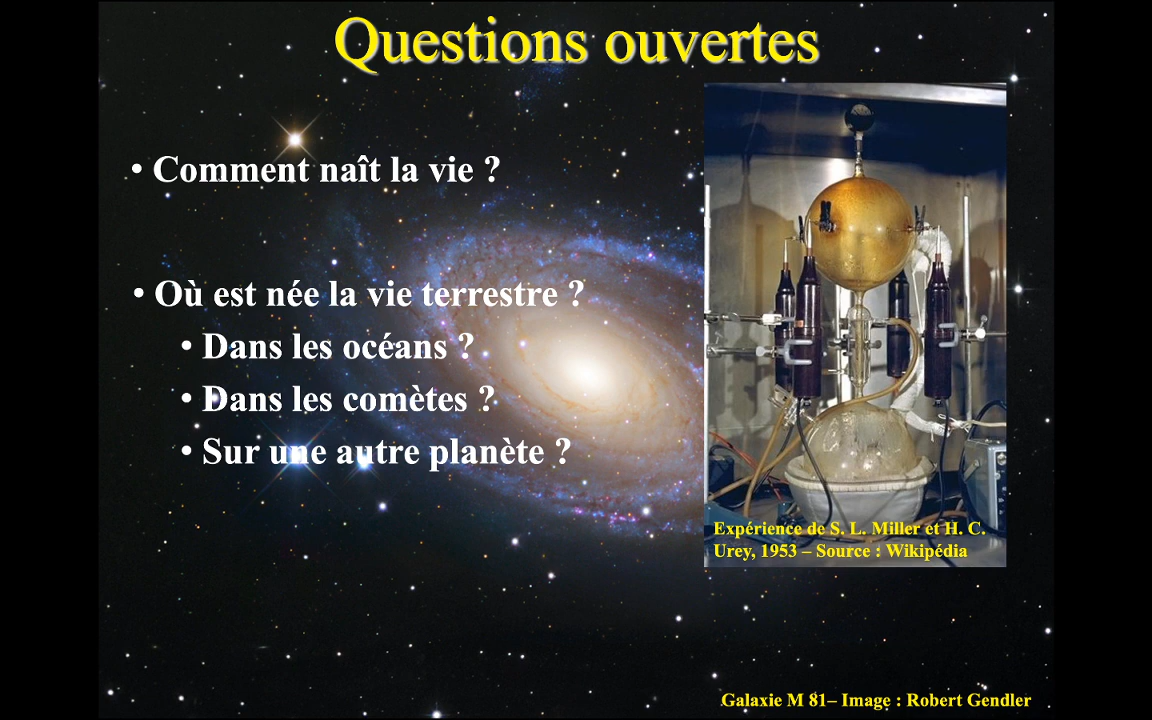 Questions ouvertes
• Comment naît la vie ?
• Où est née la vie terrestre ?
• Dans les océans ?
• Dans les comètes ?
• Sur une autre planète ?
Expérience de S. L. Miller et H. C.
Urey, 1953 – Source : Wikipédia
Galaxie M 81– Image : Robert Gendler